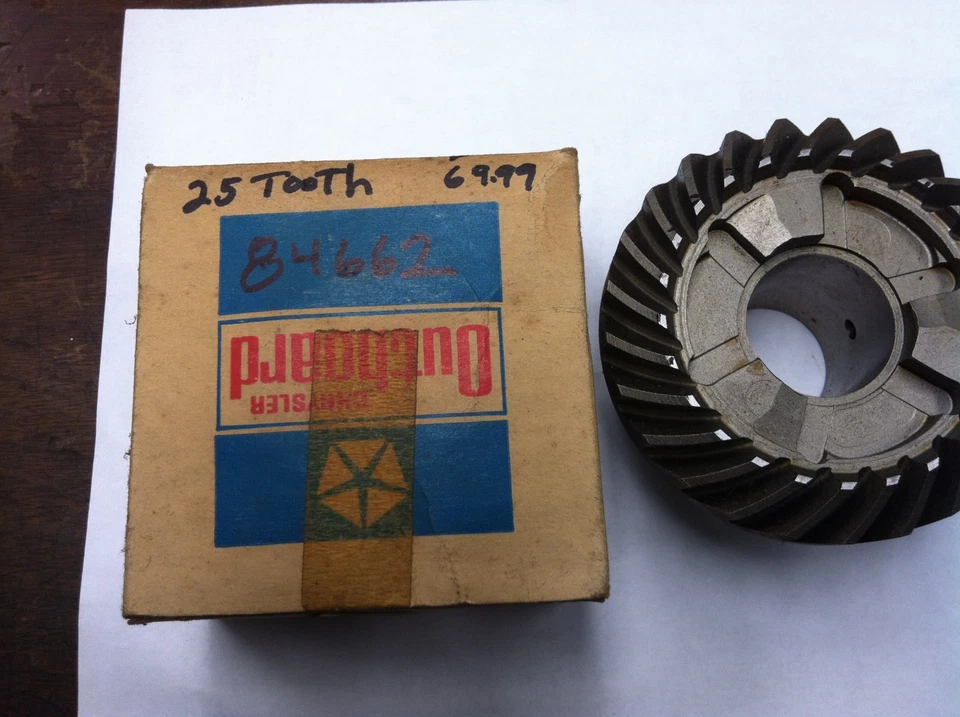 25 TooTh 69.99
84662
CHRYSLER
Outboard